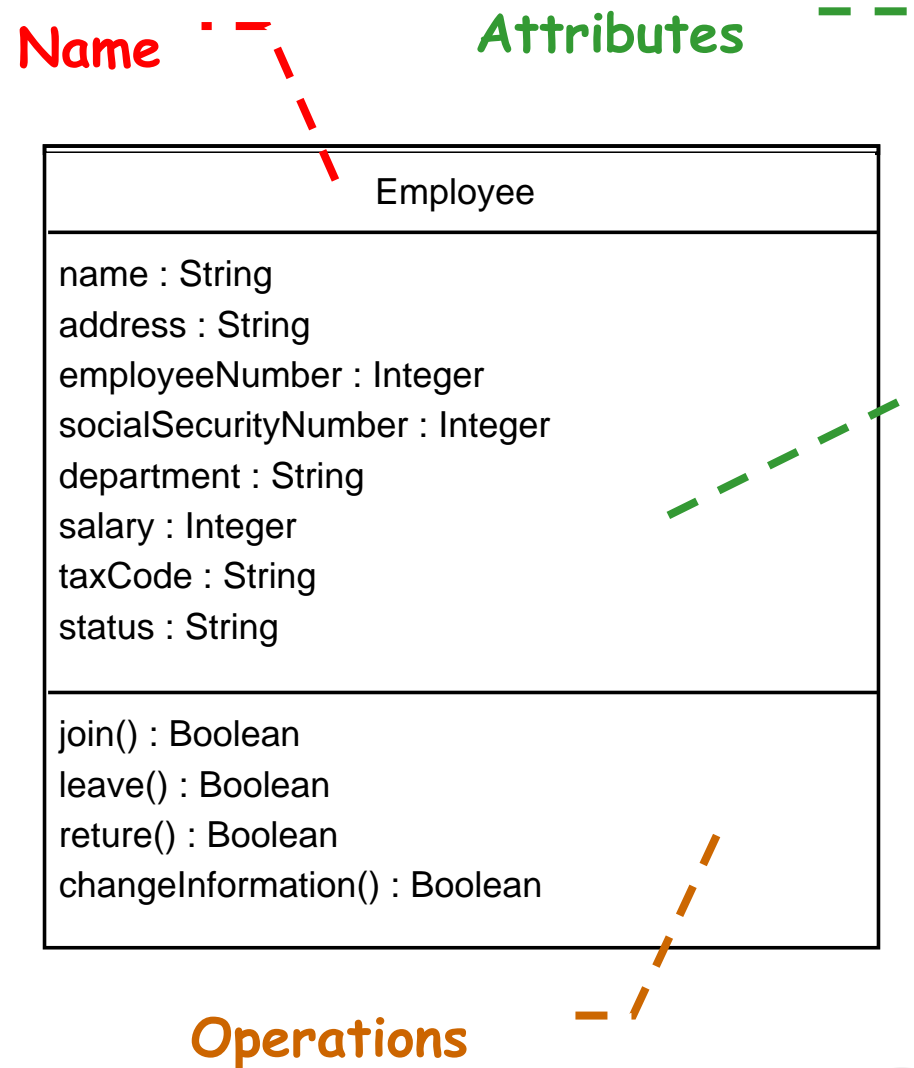 Name
Attributes
Employee
name : String
address : String
employeeNumber : Integer
socialSecurityNumber : Integer
department : String
salary : Integer
taxCode : String
status : String
join() : Boolean
leave() : Boolean
reture() : Boolean
changeInformation() : Boolean
Operations